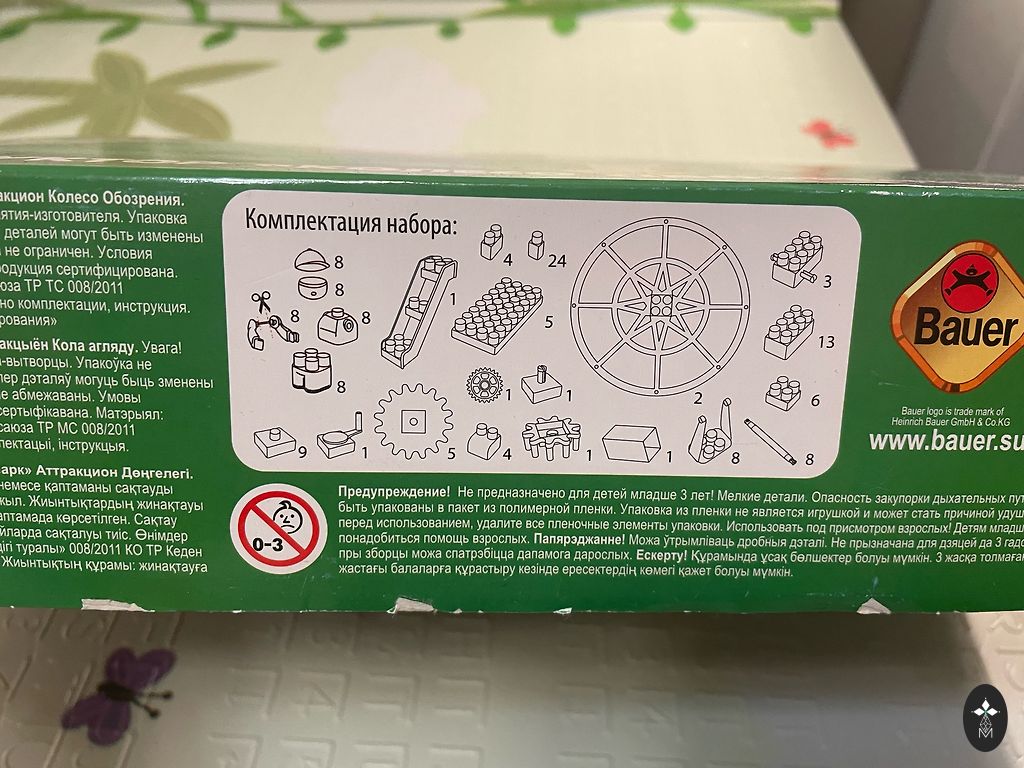 акцион Колесо Обозрения.
ятия-изготовителя. Упаковка
деталей могут быть изменены
не ограничен. Условия
одукция сертифицирована.
юза ТР ТС 008/2011
но комплектации, инструкция.
рования»
акцыён Кола агляду. Увага!
-вытворцы. Упакоўка не
лер дэталяў могуць быць зменены
е абмежаваны. Умовы
сертыфікавана. Матэрыял:
саюза ТР МС 008/2011
плектацыі, інструкцыя.
арк» Аттракцион Дөңгелегі.
немесе қаптаманы сақтауды
жыл. Жиынтықтардың жинақтауы
аптамада көрсетілген. Сақтау
йларда сақталуы тиіс. Өнімдер
дігі туралы» 008/2011 КО ТР Кеден
Жиынтықтың құрамы: жинақтауға
Комплектация набора:
8
8
8
8
8
1
4
24
5
2
3
13
6
1
1
9
1
5
4
1
1
8
8
0-3
Предупреждение! Не предназначено для детей младше 3 лет! Мелкие детали. Опасность закупорки дыхательных пут
быть упакованы в пакет из полимерной пленки. Упаковка из пленки не является игрушкой и может стать причиной удуш
перед использованием, удалите все пленочные элементы упаковки. Использовать под присмотром взрослых! Детям младш
понадобиться помощь взрослых. Папярэджанне! Можа ўтрымліваць дробныя дэталі. Не прызначана для дзяцей да 3 гадо
пры зборцы можа спатрэбіцца дапамога дарослых. Ескерту! Құрамында ұсақ бөлшектер болуы мүмкін. 3 жасқа толмаға
жастағы балаларға құрастыру кезінде ересектердің көмегі қажет болуы мүмкін.
Bauer
Bauer logo is trade mark of
Heinrich Bauer GmbH & Co.KG
www.bauer.su
M